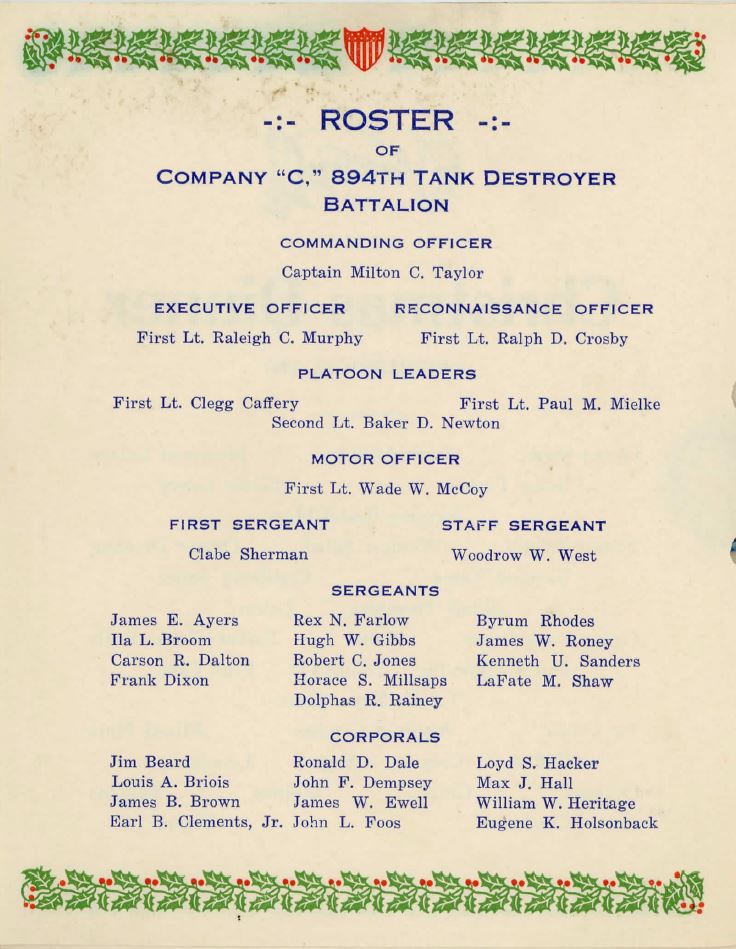 -:- ROSTER -:-
OF
COMPANY "C," 894TH TANK DESTROYER
BATTALION
COMMANDING OFFICER
Captain Milton C. Taylor
EXECUTIVE OFFICER RECONNAISSANCE OFFICER
First Lt. Raleigh C. Murphy First Lt. Ralph D. Crosby
PLATOON LEADERS
First Lt. Clegg Caffery First Lt. Paul M. Mielke
Second Lt. Baker D. Newton
MOTOR OFFICER
First Lt. Wade W. McCoy
FIRST SERGEANT STAFF SERGEANT
Clabe Sherman Woodrow W. West
SERGEANTS
James E. Ayers Rex N. Farlow Byrum Rhodes
Ila L. Broom Hugh W. Gibbs James W. Roney
Carson R. Dalton Robert C. Jones Kenneth U. Sanders
Frank Dixon Horace S. Millsaps LaFate M. Shaw
Dolphas R. Rainey
CORPORALS
Jim Beard Ronald D. Dale Loyd S. Hacker
Louis A. Briois John F. Dempsey Max J. Hall
James B. Brown James W. Ewell William W. Heritage
Earl B. Clements, Jr. John L. Foos Eugene K. Holsonback